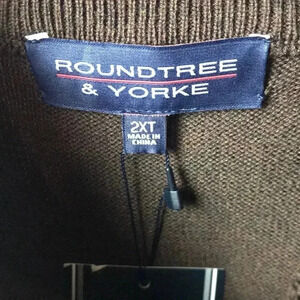 ROUNDTREE
& YORKE
2XT
MADE IN
CHINA